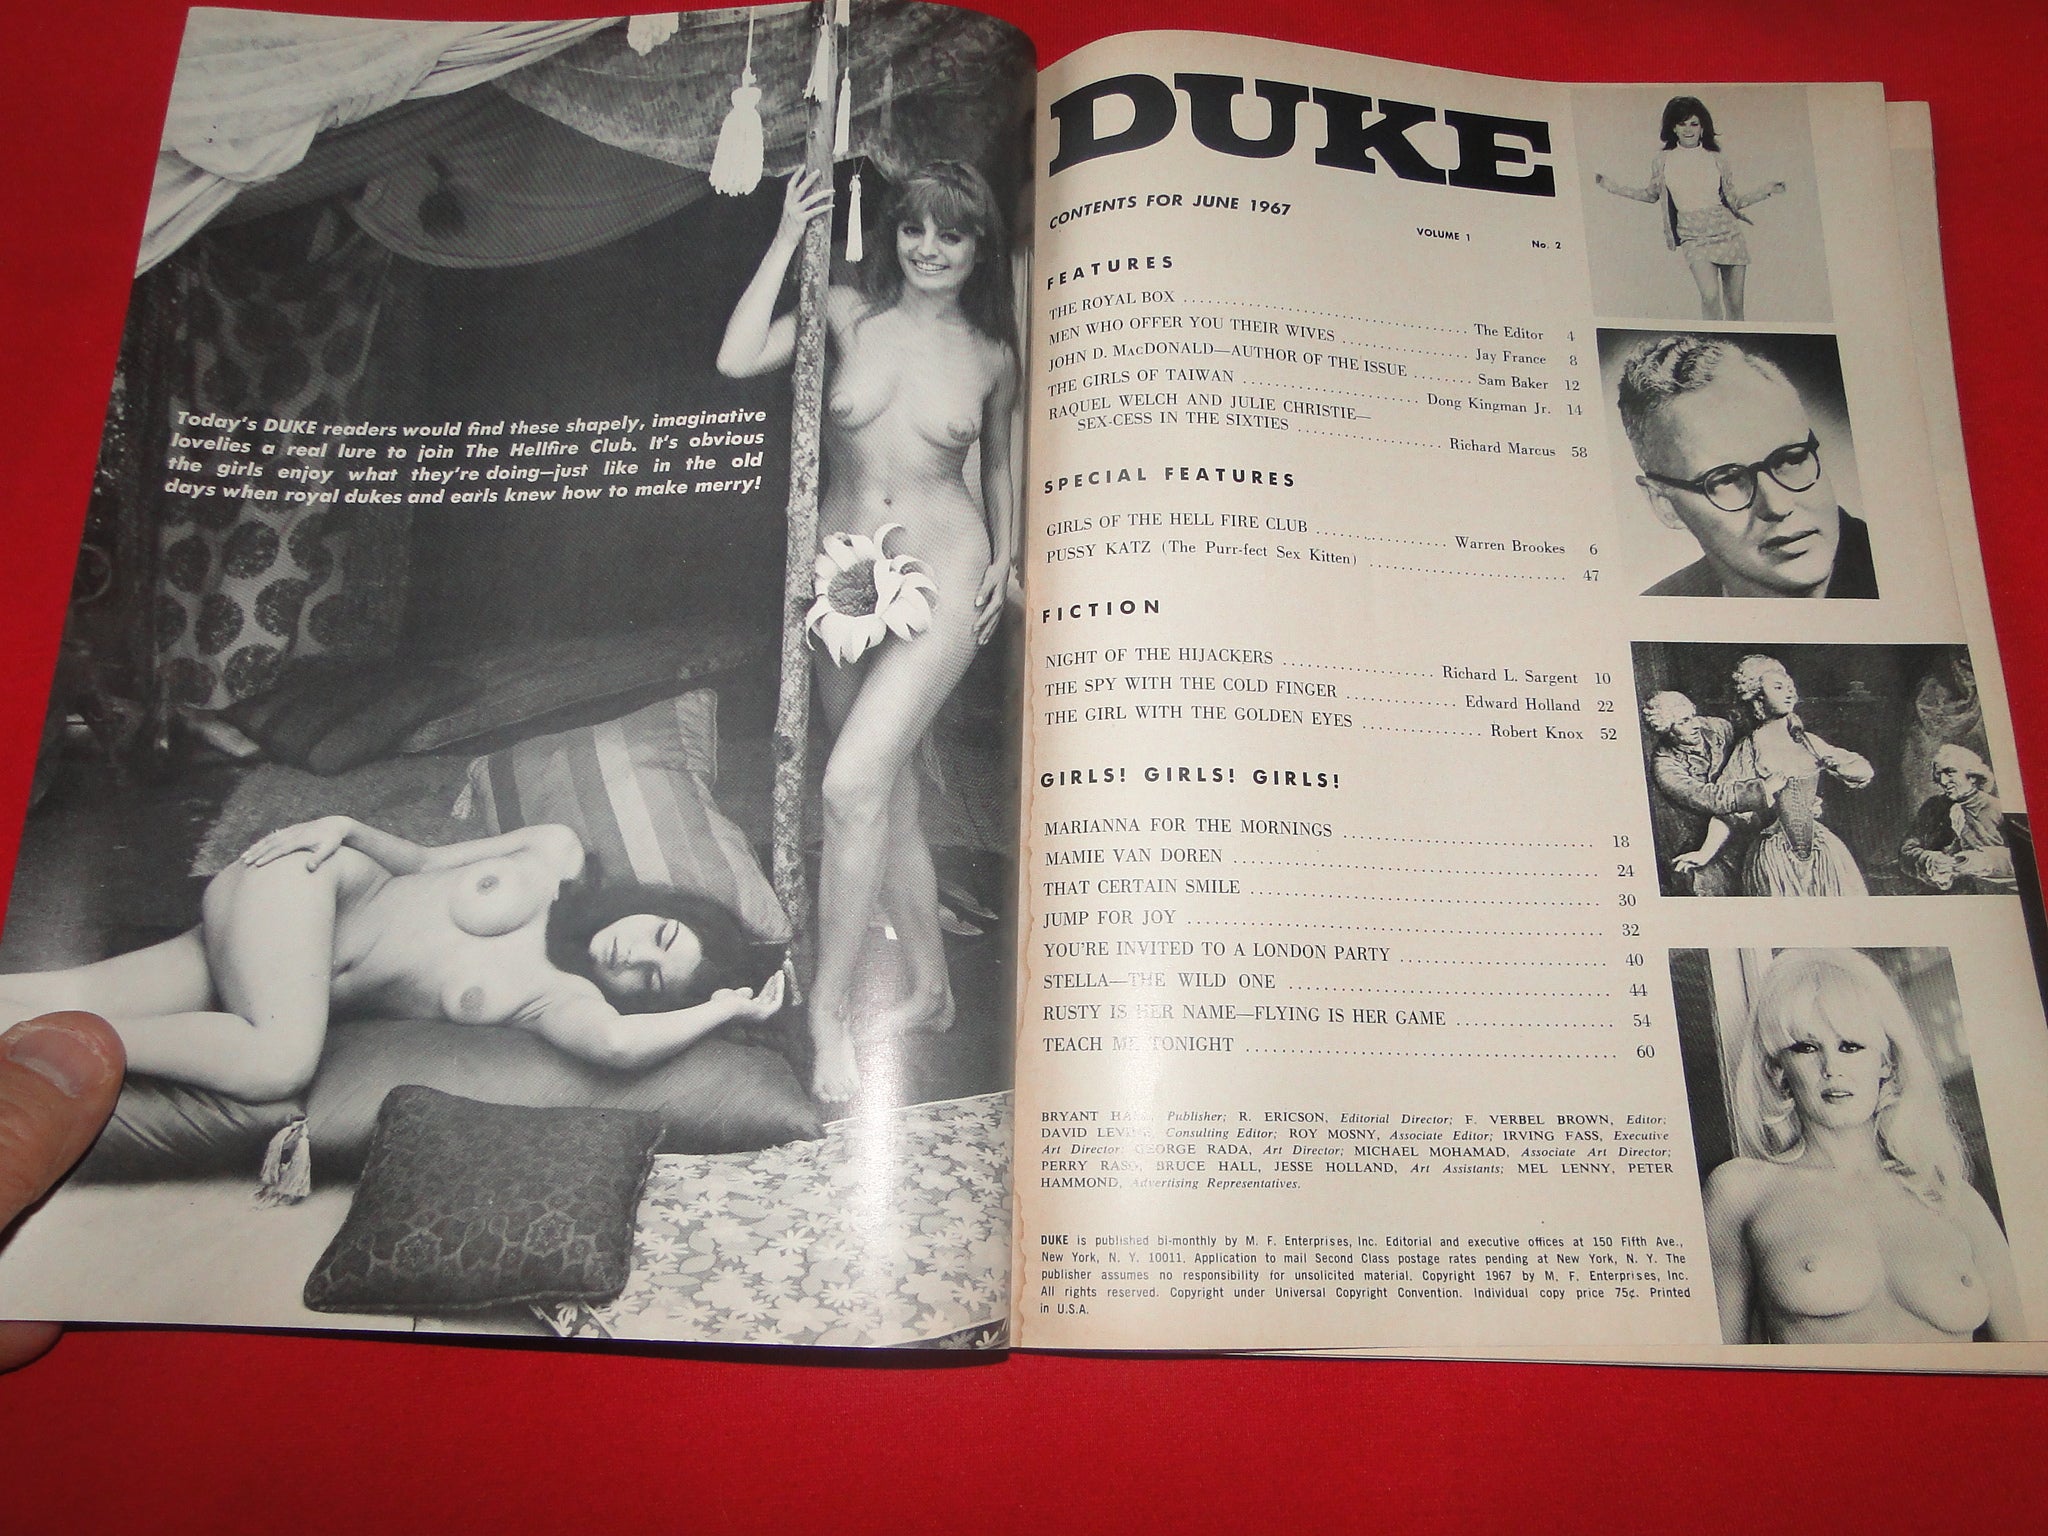 Today's DUKE readers would find these shapely, imaginative
lovelies a real lure to join The Hellfire Club. It's obvious
the girls enjoy what they're doing—just like in the old
days when royal dukes and earls knew how to make merry!
DUKE
CONTENTS FOR JUNE 1967
VOLUME 1 No. 2
FEATURES
THE ROYAL BOX .......... The Editor 4
MEN WHO OFFER YOU THEIR WIVES .......... Jay France 8
JOHN D. MacDONALD—AUTHOR OF THE ISSUE ........ Sam Baker 12
THE GIRLS OF TAIWAN .......... Dong Kingman Jr. 14
RAQUEL WELCH AND JULIE CHRISTIE—
SEX-CESS IN THE SIXTIES .......... Richard Marcus 58
SPECIAL FEATURES
GIRLS OF THE HELL FIRE CLUB .......... Warren Brookes 6
PUSSY KATZ (The Purr-fect Sex Kitten) .......... 47
FICTION
NIGHT OF THE HIJACKERS .......... Richard L. Sargent 10
THE SPY WITH THE COLD FINGER .......... Edward Holland 22
THE GIRL WITH THE GOLDEN EYES .......... Robert Knox 52
GIRLS! GIRLS! GIRLS!
MARIANNA FOR THE MORNINGS .......... 18
MAMIE VAN DOREN .......... 24
THAT CERTAIN SMILE .......... 30
JUMP FOR JOY .......... 32
YOU'RE INVITED TO A LONDON PARTY .......... 40
STELLA—THE WILD ONE .......... 44
RUSTY IS HER NAME—FLYING IS HER GAME .......... 54
TEACH ME TONIGHT .......... 60
BRYANT Publisher; R. ERICSON, Editorial Director; F. VERBEL BROWN, Editor;
DAVID Consulting Editor; ROY MOSNY, Associate Editor; IRVING FASS, Executive
Art Director; GEORGE RADA, Art Director; MICHAEL MOHAMAD, Associate Art Director;
PERRY BRUCE HALL, JESSE HOLLAND, Art Assistants; MEL LENNY, PETER
HAMMOND, Advertising Representatives.
DUKE is published bi-monthly by M. F. Enterprises, Inc. Editorial and executive offices at 150 Fifth Ave.,
New York, N. Y. 10011. Application to mail Second Class postage rates pending at New York, N. Y. The
publisher assumes no responsibility for unsolicited material. Copyright 1967 by M. F. Enterprises, Inc.
All rights reserved. Copyright under Universal Copyright Convention. Individual copy price 75¢. Printed
in U.S.A.